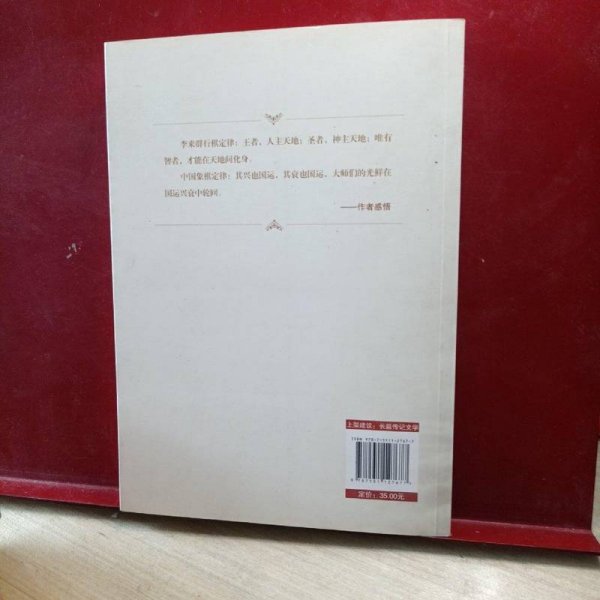 李来群行棋定律：王者，人主天地；圣者，神主天地；唯有
智者，才能在天地间化身。
中国象棋定律：其兴也国运，其衰也国运，大师们的光鲜在
国运兴衰中轮回。
——作者感悟
上架建议：长篇传记文学
定价：35.00元